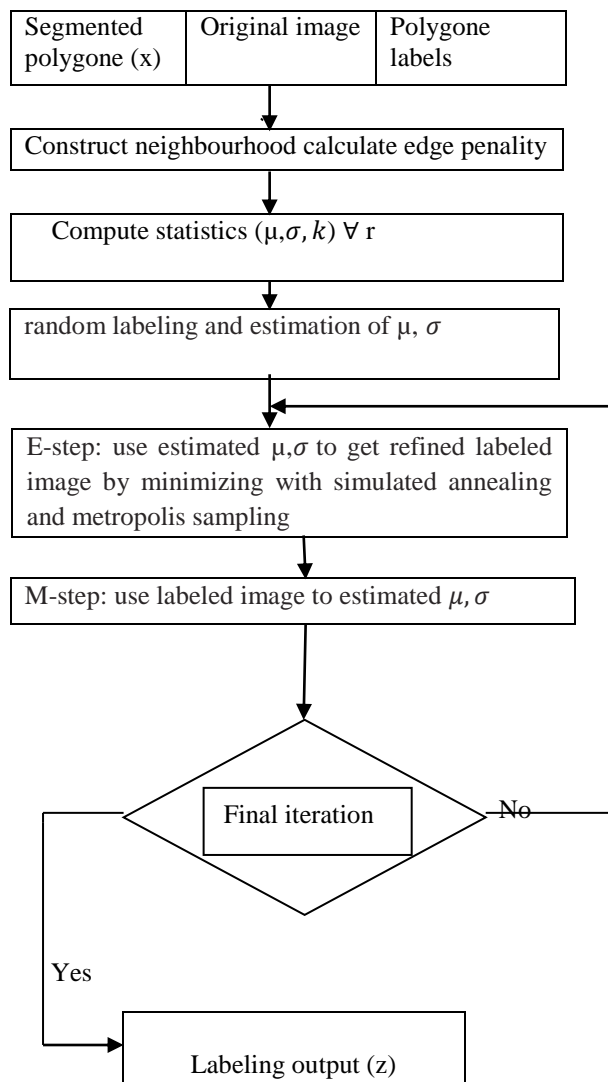 Segmented polygone (x)
Original image
Polygone labels
Construct neighbourhood calculate edge penality
Compute statistics (μ,σ, k) ∀ r
random labeling and estimation of μ, σ
E-step: use estimated μ,σ to get refined labeled
image by minimizing with simulated annealing
and metropolis sampling
M-step: use labeled image to estimated μ, σ
Final iteration
No
Yes
Labeling output (z)